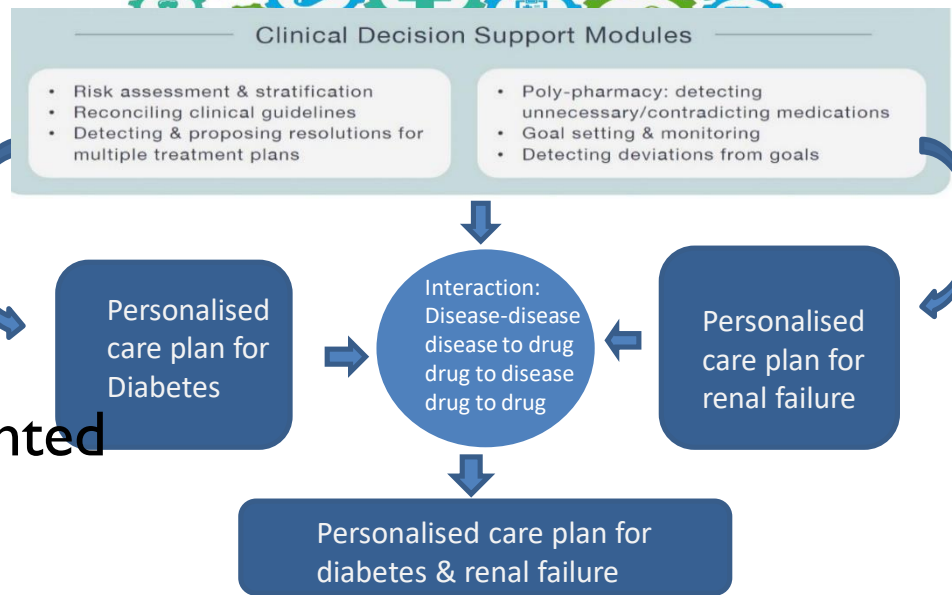 Clinical Decision Support Modules
• Risk assessment & stratification
• Reconciling clinical guidelines
• Detecting & proposing resolutions for
multiple treatment plans
• Poly-pharmacy: detecting
unnecessary/contradicting medications
• Goal setting & monitoring
• Detecting deviations from goals
Personalised
care plan for
Diabetes
Interaction:
Disease-disease
disease to drug
drug to disease
drug to drug
Personalised
care plan for
renal failure
nted
Personalised care plan for
diabetes & renal failure